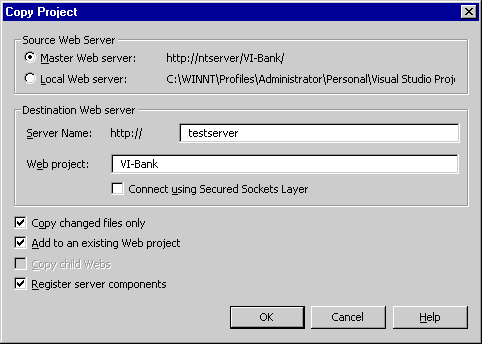 Copy Project
Source Web Server
Master Web server: http://ntserver/VI-Bank/
Local Web server: C:\WINNT\Profiles\Administrator\Personal\Visual Studio Proje
Destination Web server
Server Name: http:// testserver
Web project: VI-Bank
Connect using Secured Sockets Layer
Copy changed files only
Add to an existing Web project
Copy child Webs
Register server components
OK Cancel Help